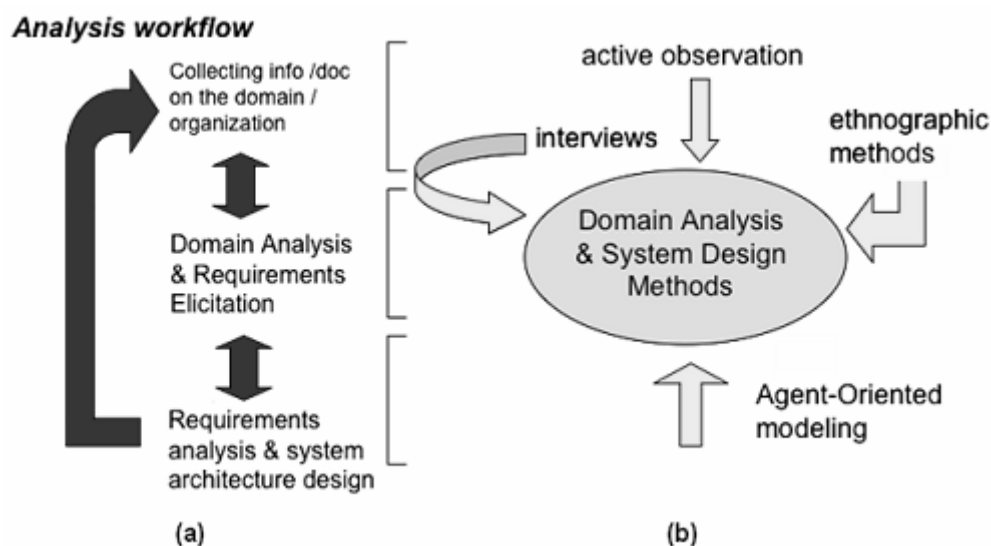 Analysis workflow
Collecting info /doc
on the domain /
organization
Domain Analysis
& Requirements
Elicitation
Requirements
analysis & system
architecture design
(a)
active observation
interviews
ethnographic
methods
Domain Analysis
& System Design
Methods
Agent-Oriented
modeling
(b)